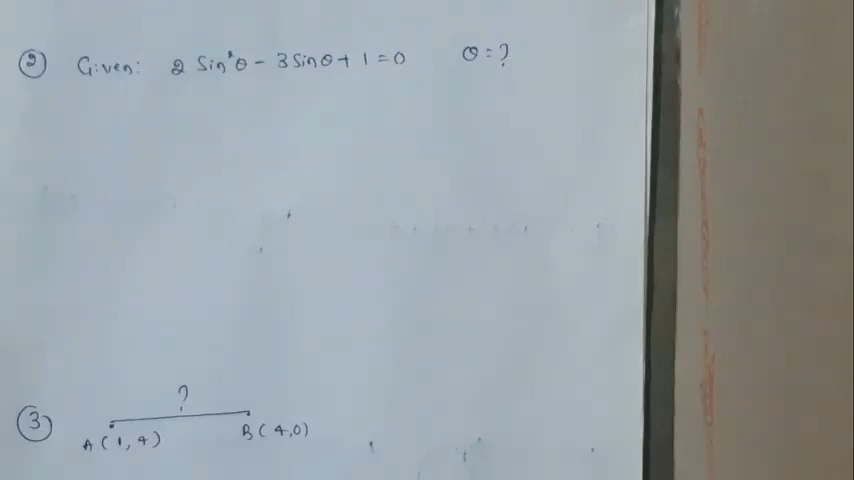 2 Given: 2 Sin²θ - 3 Sinθ + 1 = 0 θ = ?
?
3 A (1, 4) B (4,0)